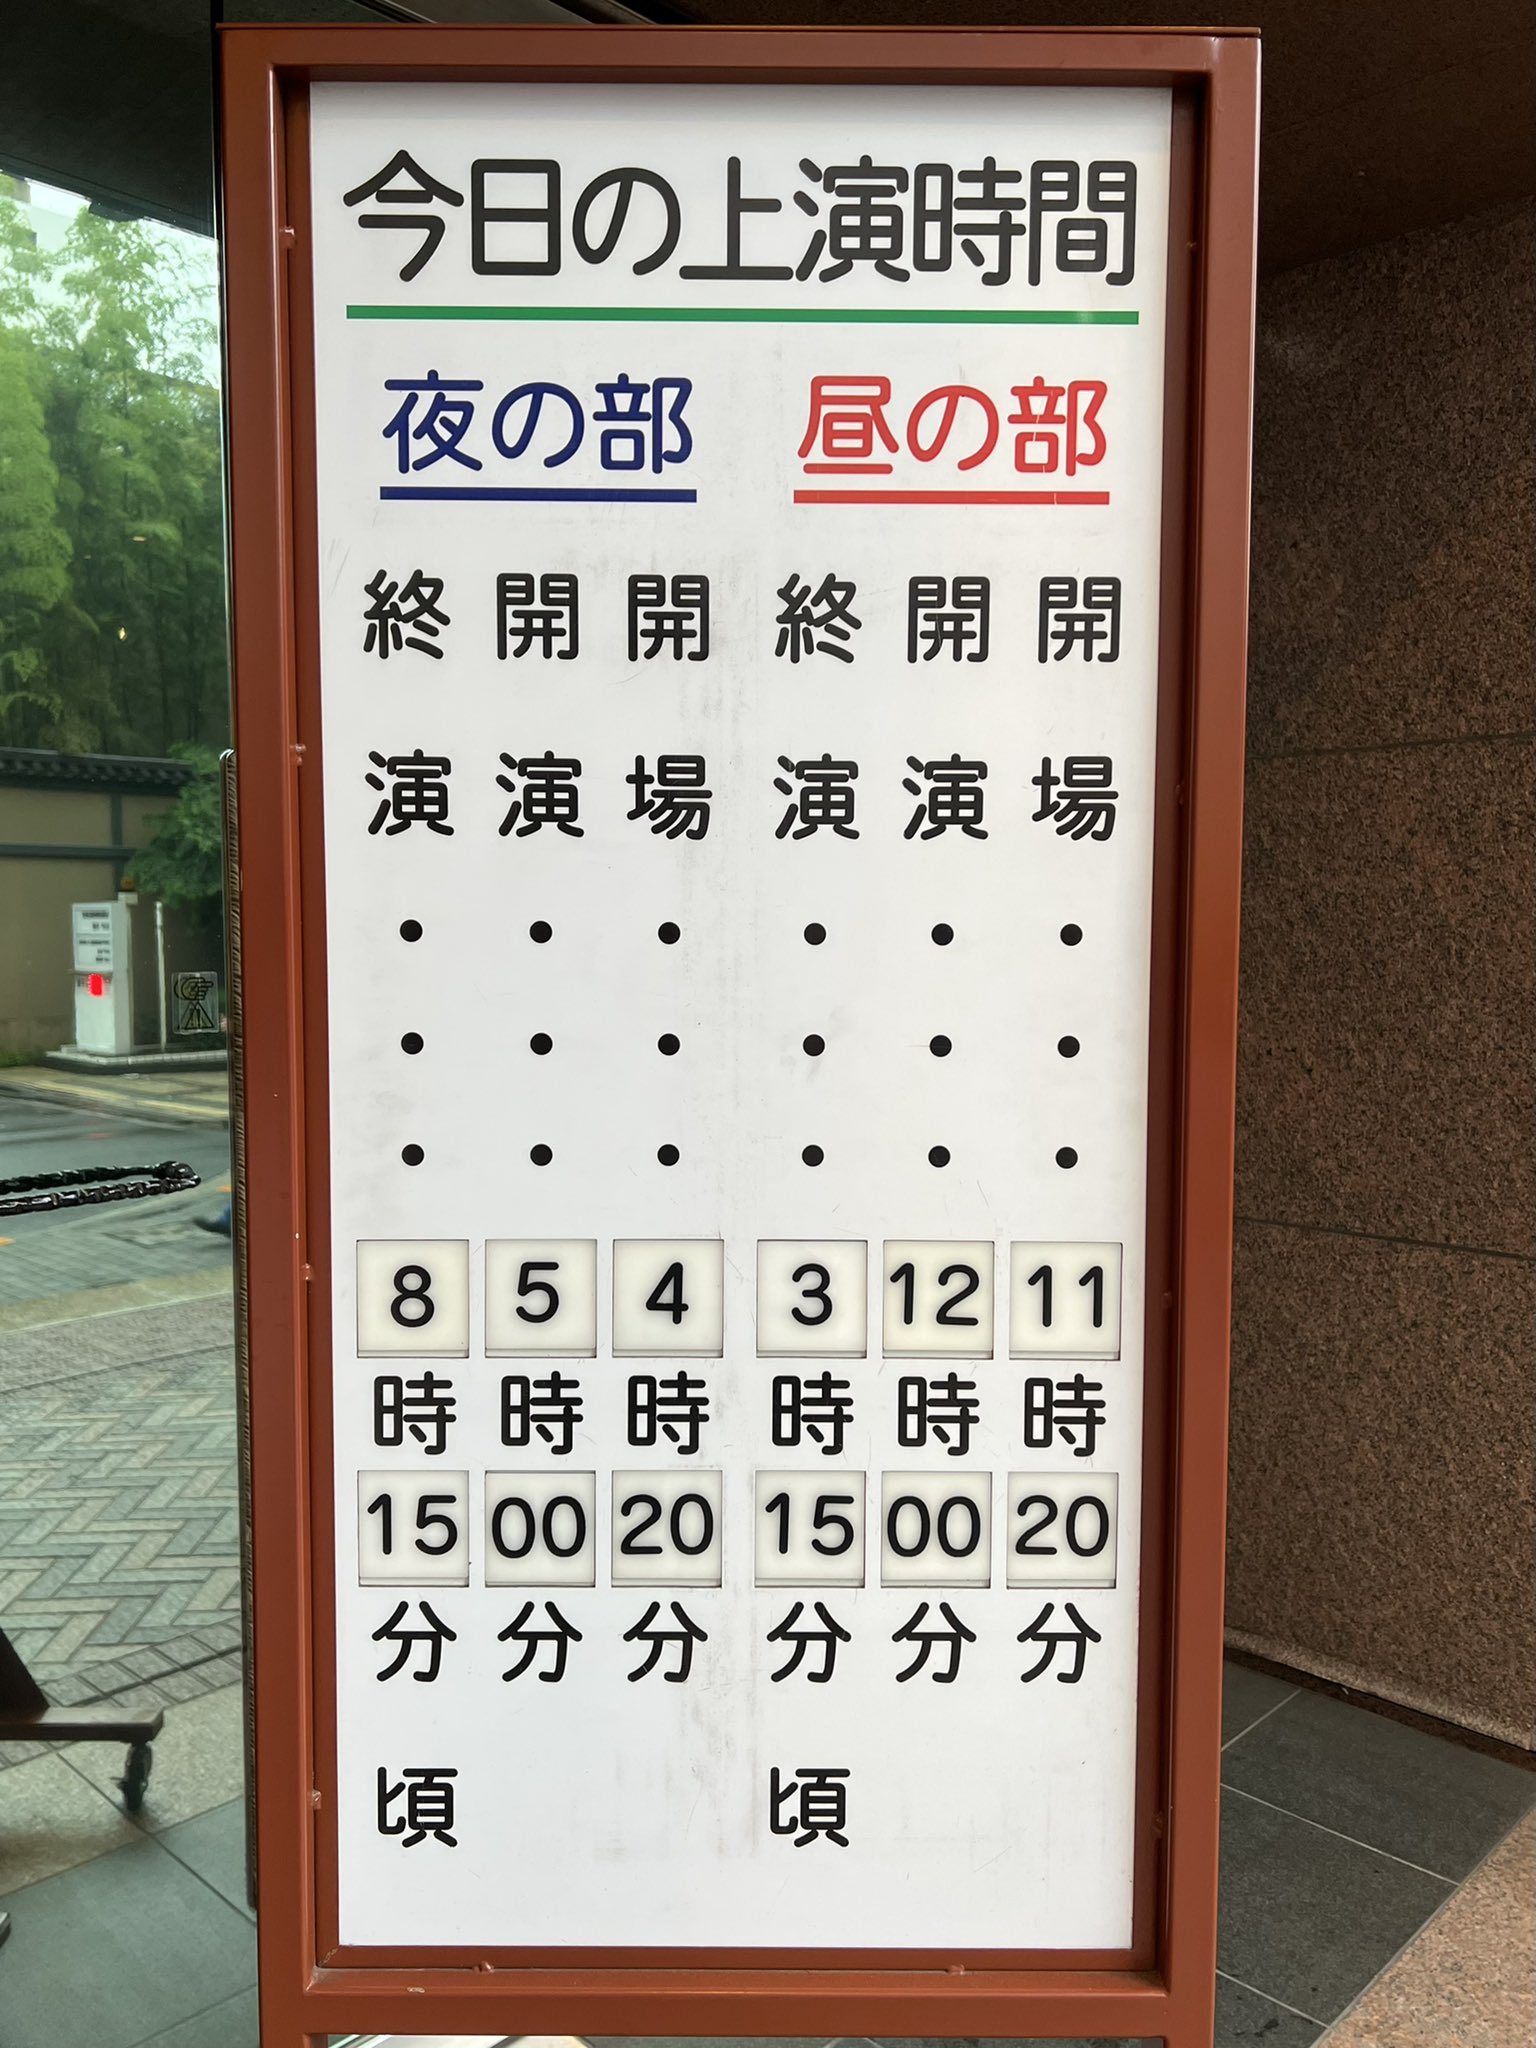 今日の上演時間
昼の部
開場・・・11時20分
開演・・・12時00分
終演・・・3時15分頃
夜の部
開場・・・4時20分
開演・・・5時00分
終演・・・8時15分頃